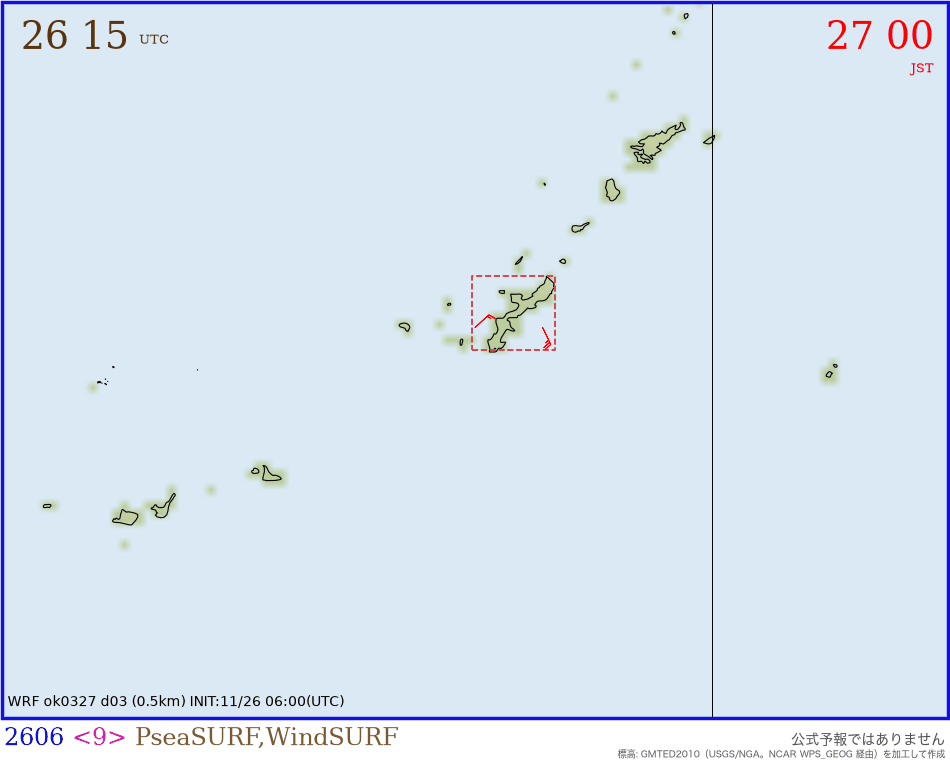 26 15 UTC
27 00
JST
WRF ok0327 d03 (0.5km) INIT:11/26 06:00(UTC)
2606 <9> PseaSURF,WindSURF
公式予報ではありません
標高: GMTED2010（USGS/NGA。NCAR WPS_GEOG 経由）を加工して作成